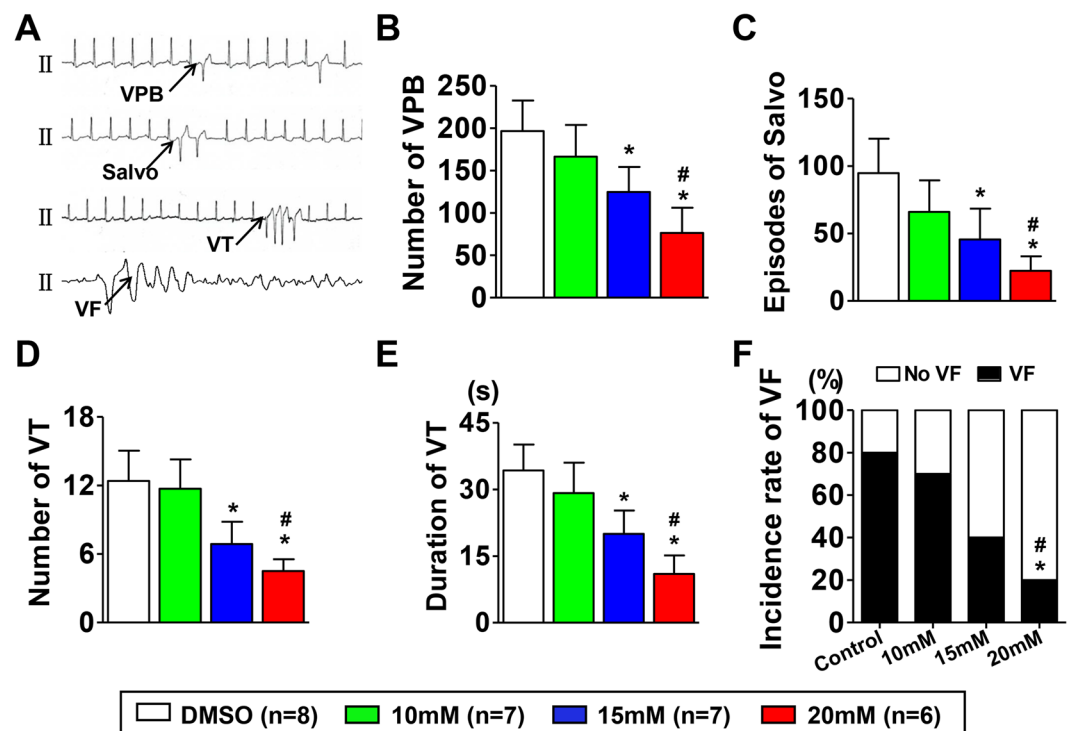 A
II
VPB
II
Salvo
II
VT
II
VF
B
Number of VPB
250
200
150
100
50
0
*
#
*
C
Episodes of Salvo
150
100
50
0
*
#
*
D
Number of VT
18
12
6
0
*
#
*
E
(s)
Duration of VT
45
30
15
0
*
#
*
F
(%)
No VF VF
Incidence rate of VF
100
80
60
40
20
0
#
*
Control
10mM
15mM
20mM
DMSO (n=8) 10mM (n=7) 15mM (n=7) 20mM (n=6)